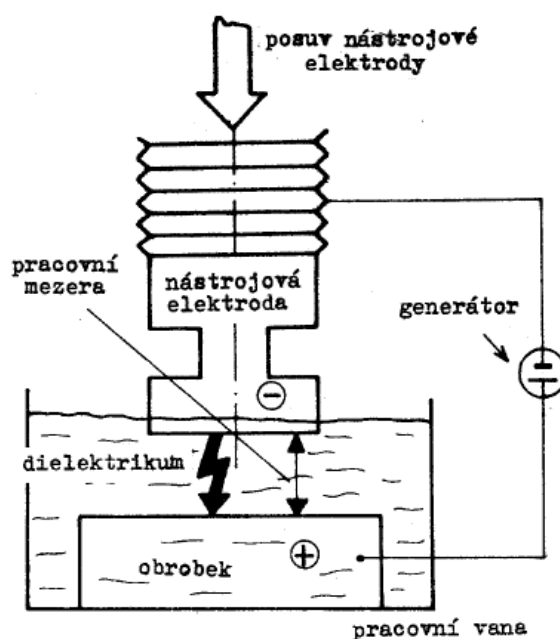 posuv nástrojové
elektrody
pracovní
mezera
nástrojová
elektroda
generátor
−
dielektrikum
+
obrobek
pracovní vana